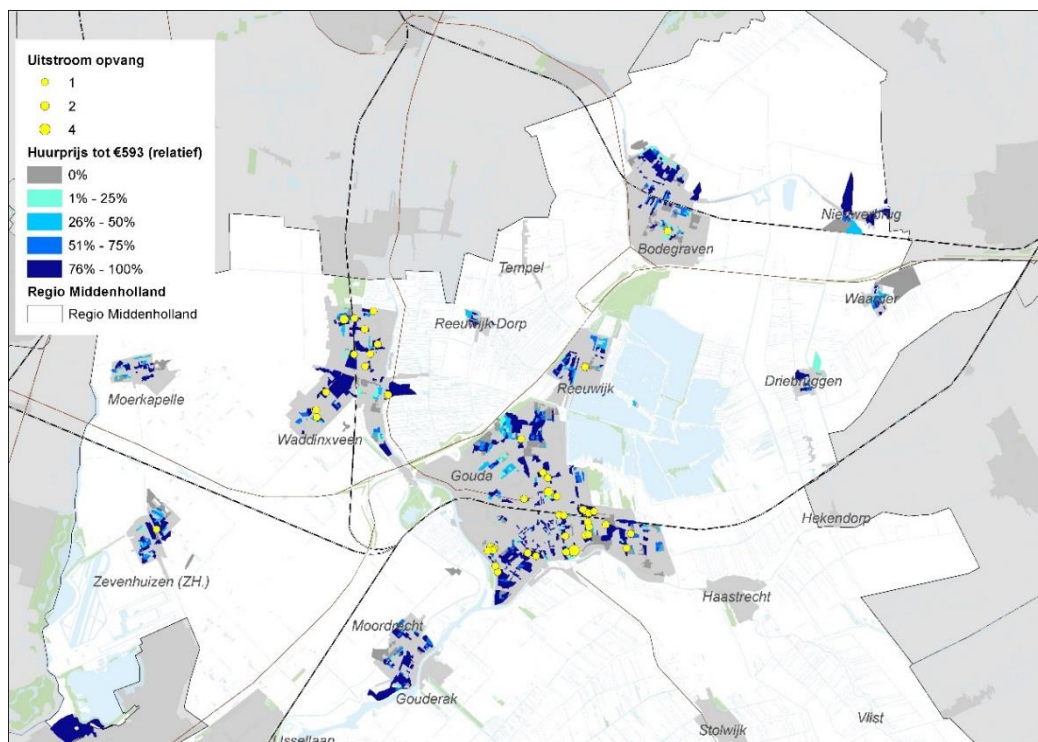 Uitstroom opvang
1
2
4
Huurprijs tot €593 (relatief)
0%
1% - 25%
26% - 50%
51% - 75%
76% - 100%
Regio Middenholland
Regio Middenholland
Nieuwerbrug
Bodegraven
Tempel
Waarder
Reeuwijk-Dorp
Driebruggen
Reeuwijk
Moerkapelle
Waddinxveen
Gouda
Hekendorp
Zevenhuizen (ZH.)
Haastrecht
Moordrecht
Gouderak
Vlist
Stolwijk
IJssellaan